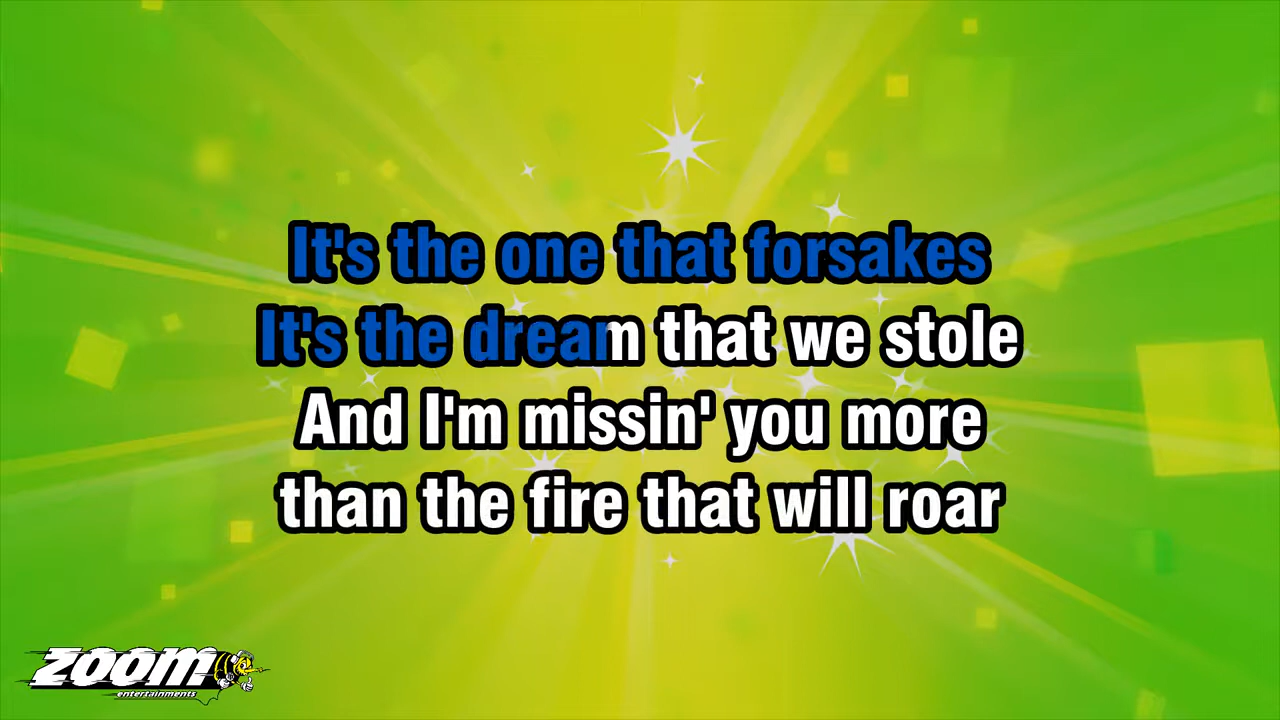 It's the one that forsakes
It's the dream that we stole
And I'm missin' you more
than the fire that will roar
ZOOM
entertainments